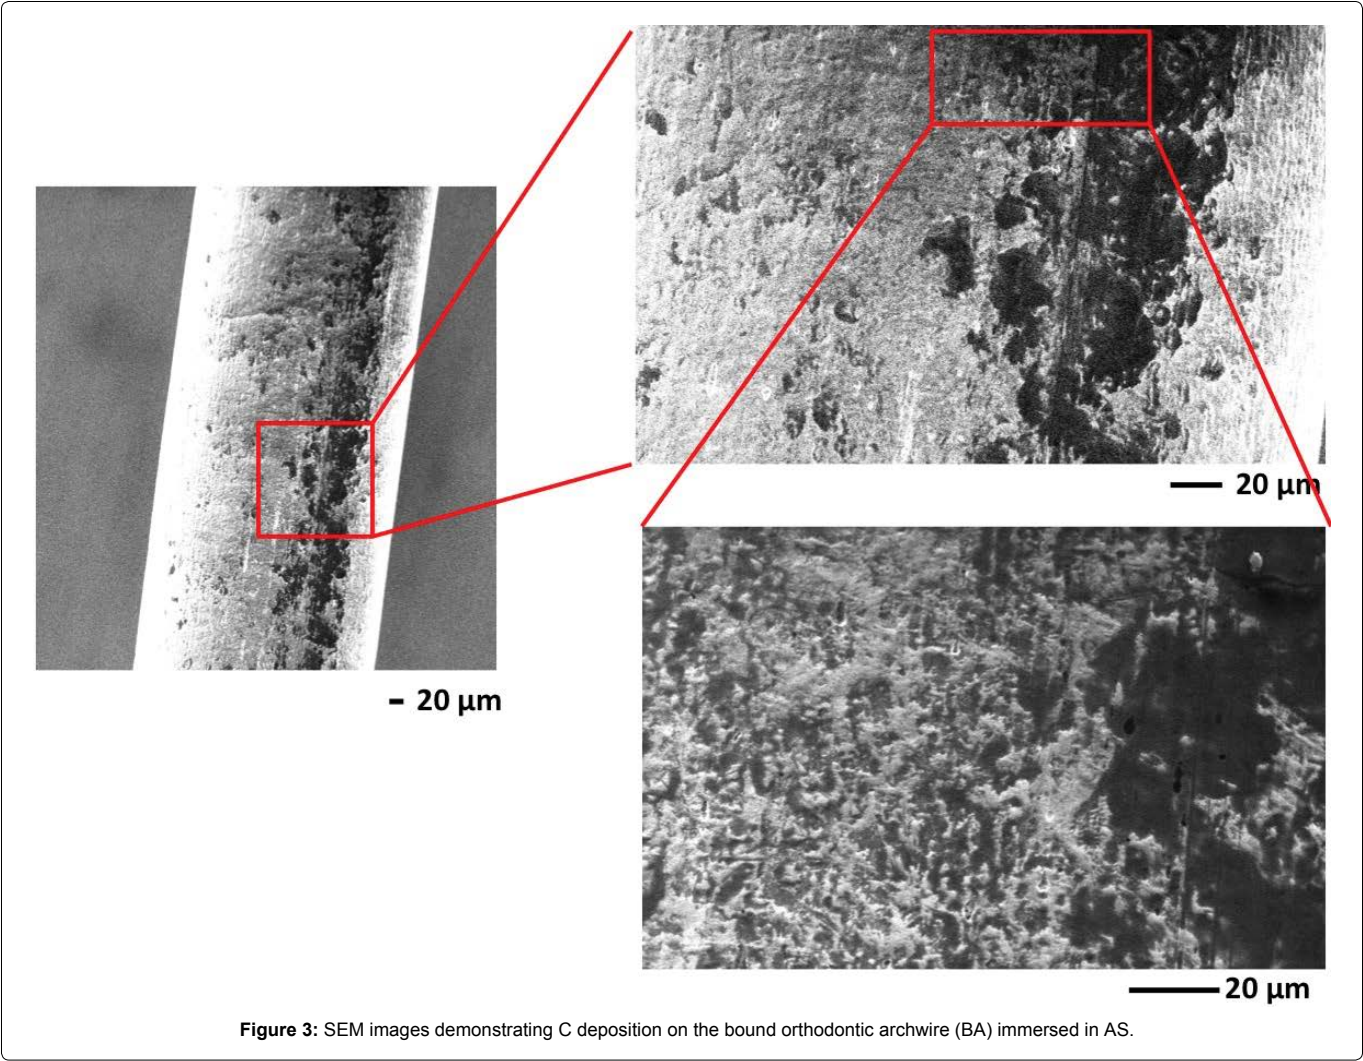 20 μm
20 μm
20 μm
Figure 3: SEM images demonstrating C deposition on the bound orthodontic archwire (BA) immersed in AS.